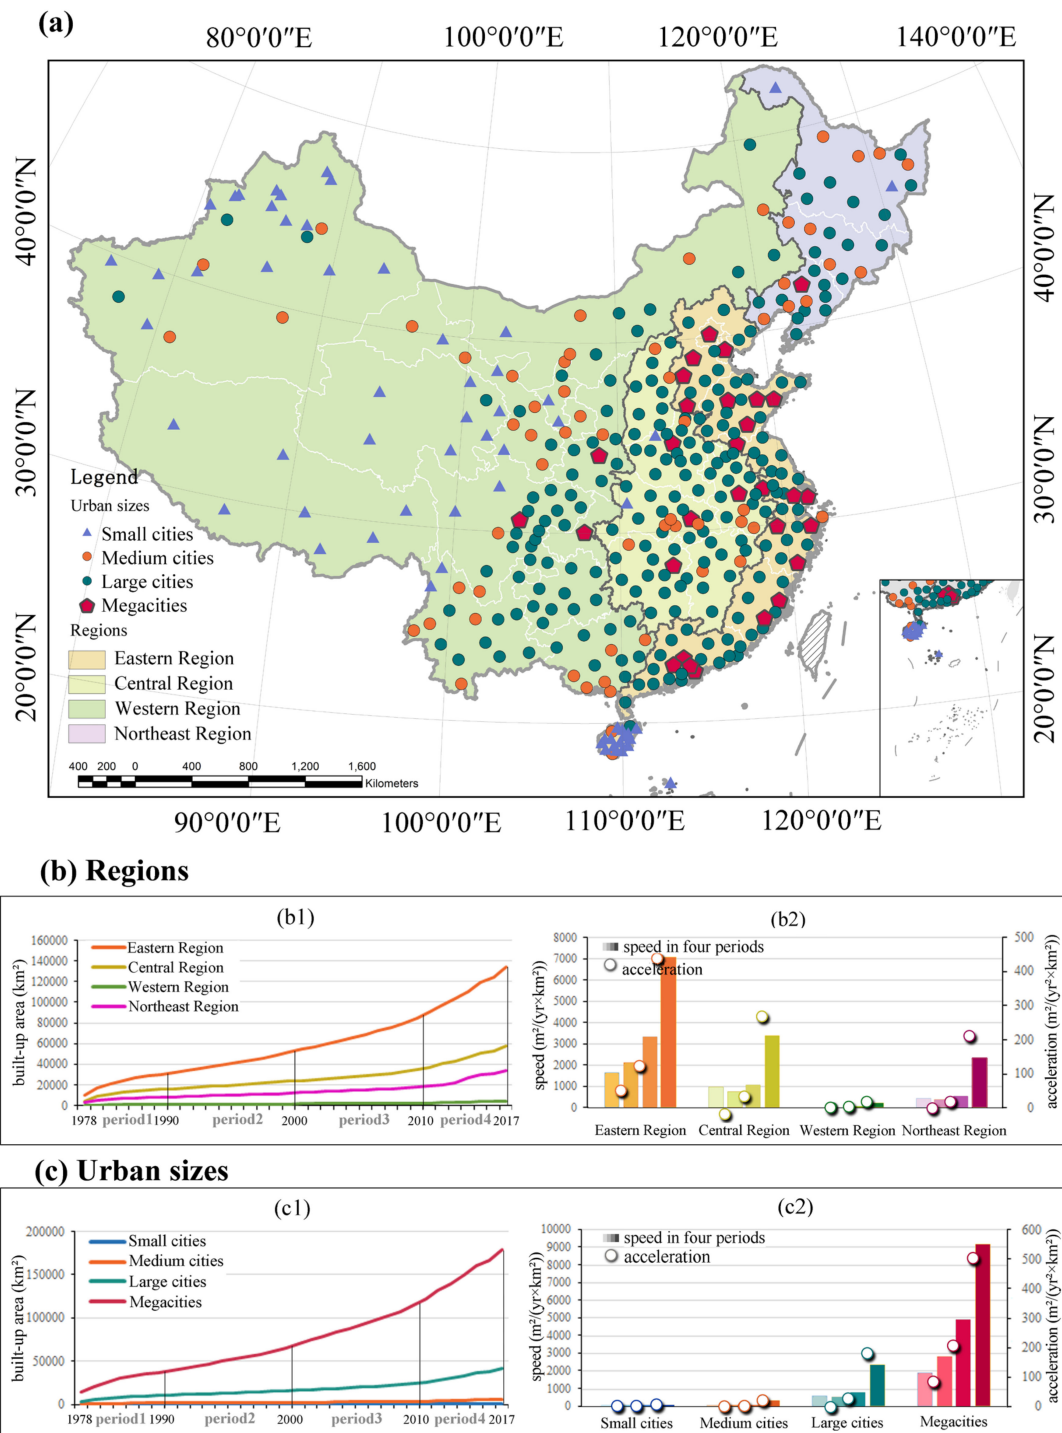 (a)
80°0'0"E 100°0'0"E 120°0'0"E 140°0'0"E
40°0'0"N
30°0'0"N
20°0'0"N
40°0'0"N
30°0'0"N
20°0'0"N
Legend
Urban sizes
Small cities
Medium cities
Large cities
Megacities
Regions
Eastern Region
Central Region
Western Region
Northeast Region
400 200 0 400 800 1,200 1,600
Kilometers
90°0'0"E 100°0'0"E 110°0'0"E 120°0'0"E
(b) Regions
(b1)
built-up area (km²)
160000
140000
120000
100000
80000
60000
40000
20000
0
Eastern Region
Central Region
Western Region
Northeast Region
1978 period1 1990 period2 2000 period3 2010 period4 2017
(b2)
speed (m²/(yr×km²))
8000
7000
6000
5000
4000
3000
2000
1000
0
speed in four periods
acceleration
500
400
300
200
100
0
acceleration (m²/(yr²×km²))
Eastern Region Central Region Western Region Northeast Region
(c) Urban sizes
(c1)
built-up area (km²)
200000
150000
100000
50000
0
Small cities
Medium cities
Large cities
Megacities
1978 period1 1990 period2 2000 period3 2010 period4 2017
(c2)
speed (m²/(yr×km²))
10000
9000
8000
7000
6000
5000
4000
3000
2000
1000
0
speed in four periods
acceleration
600
500
400
300
200
100
0
acceleration (m²/(yr²×km²))
Small cities Medium cities Large cities Megacities